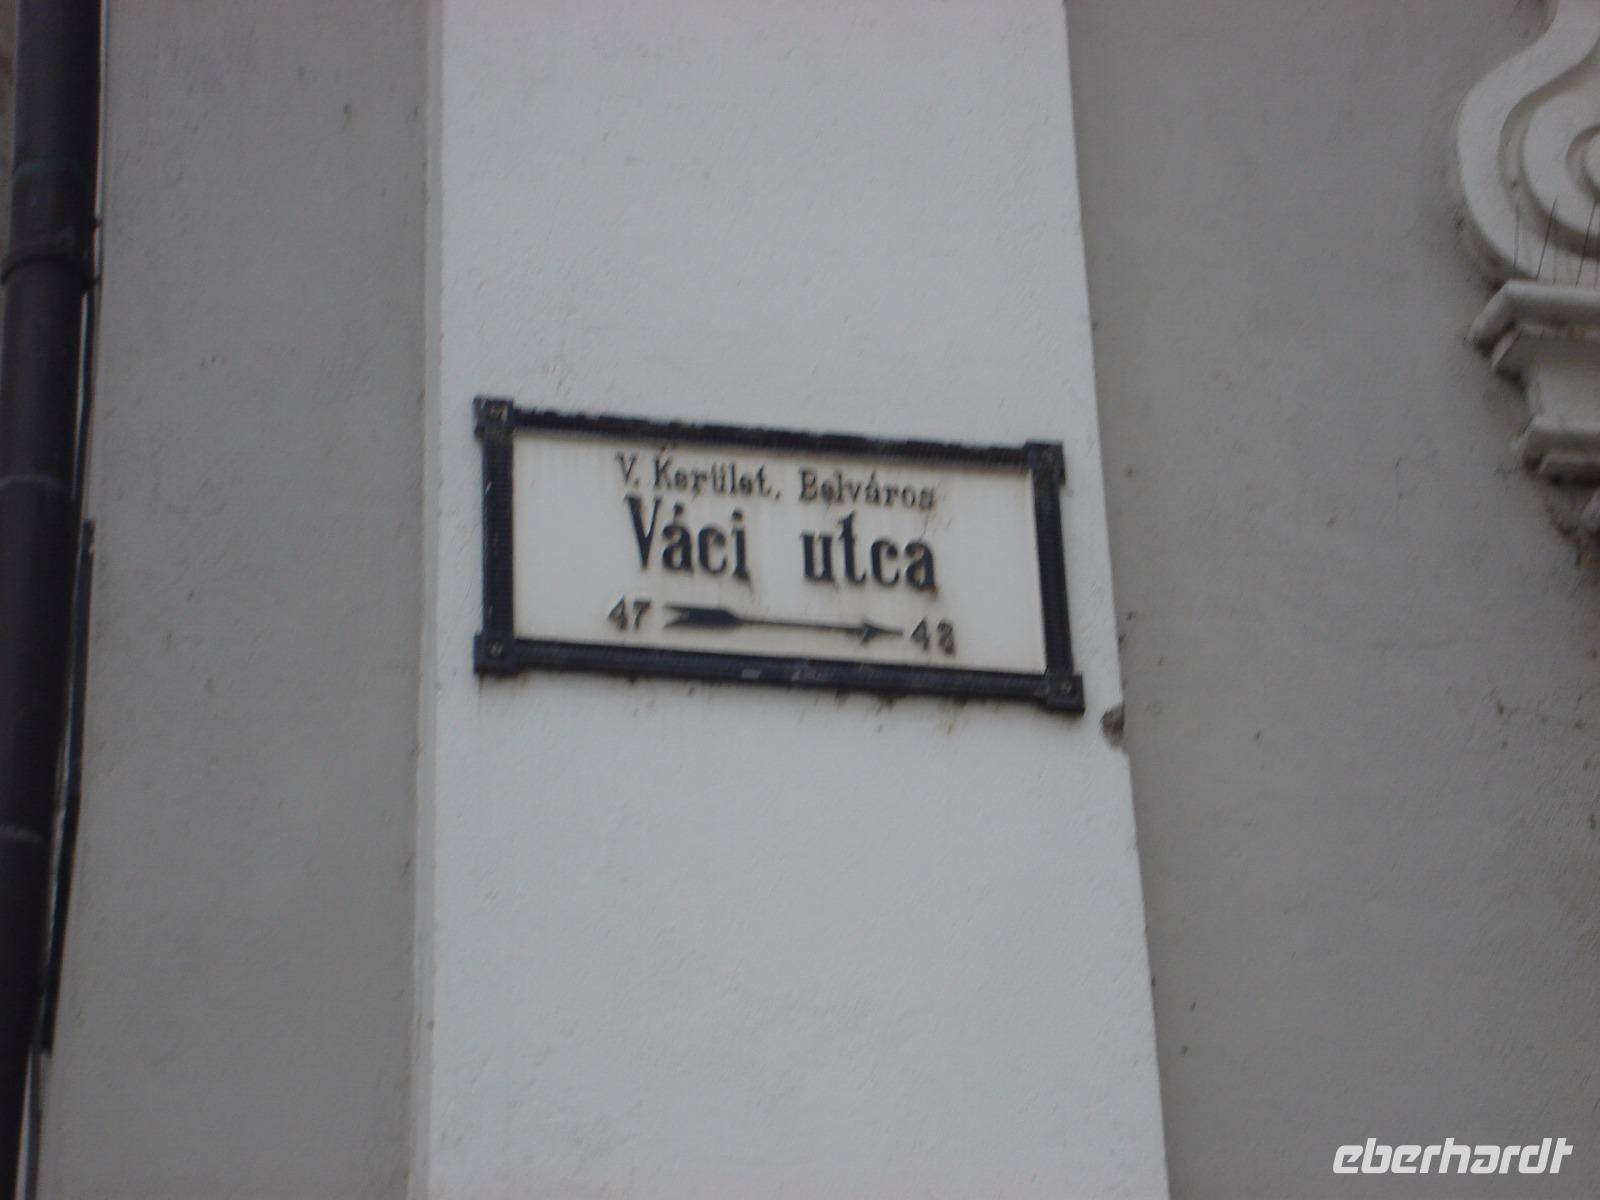 V. Kerület, Belváros
Váci utca
47 43
eberhardt